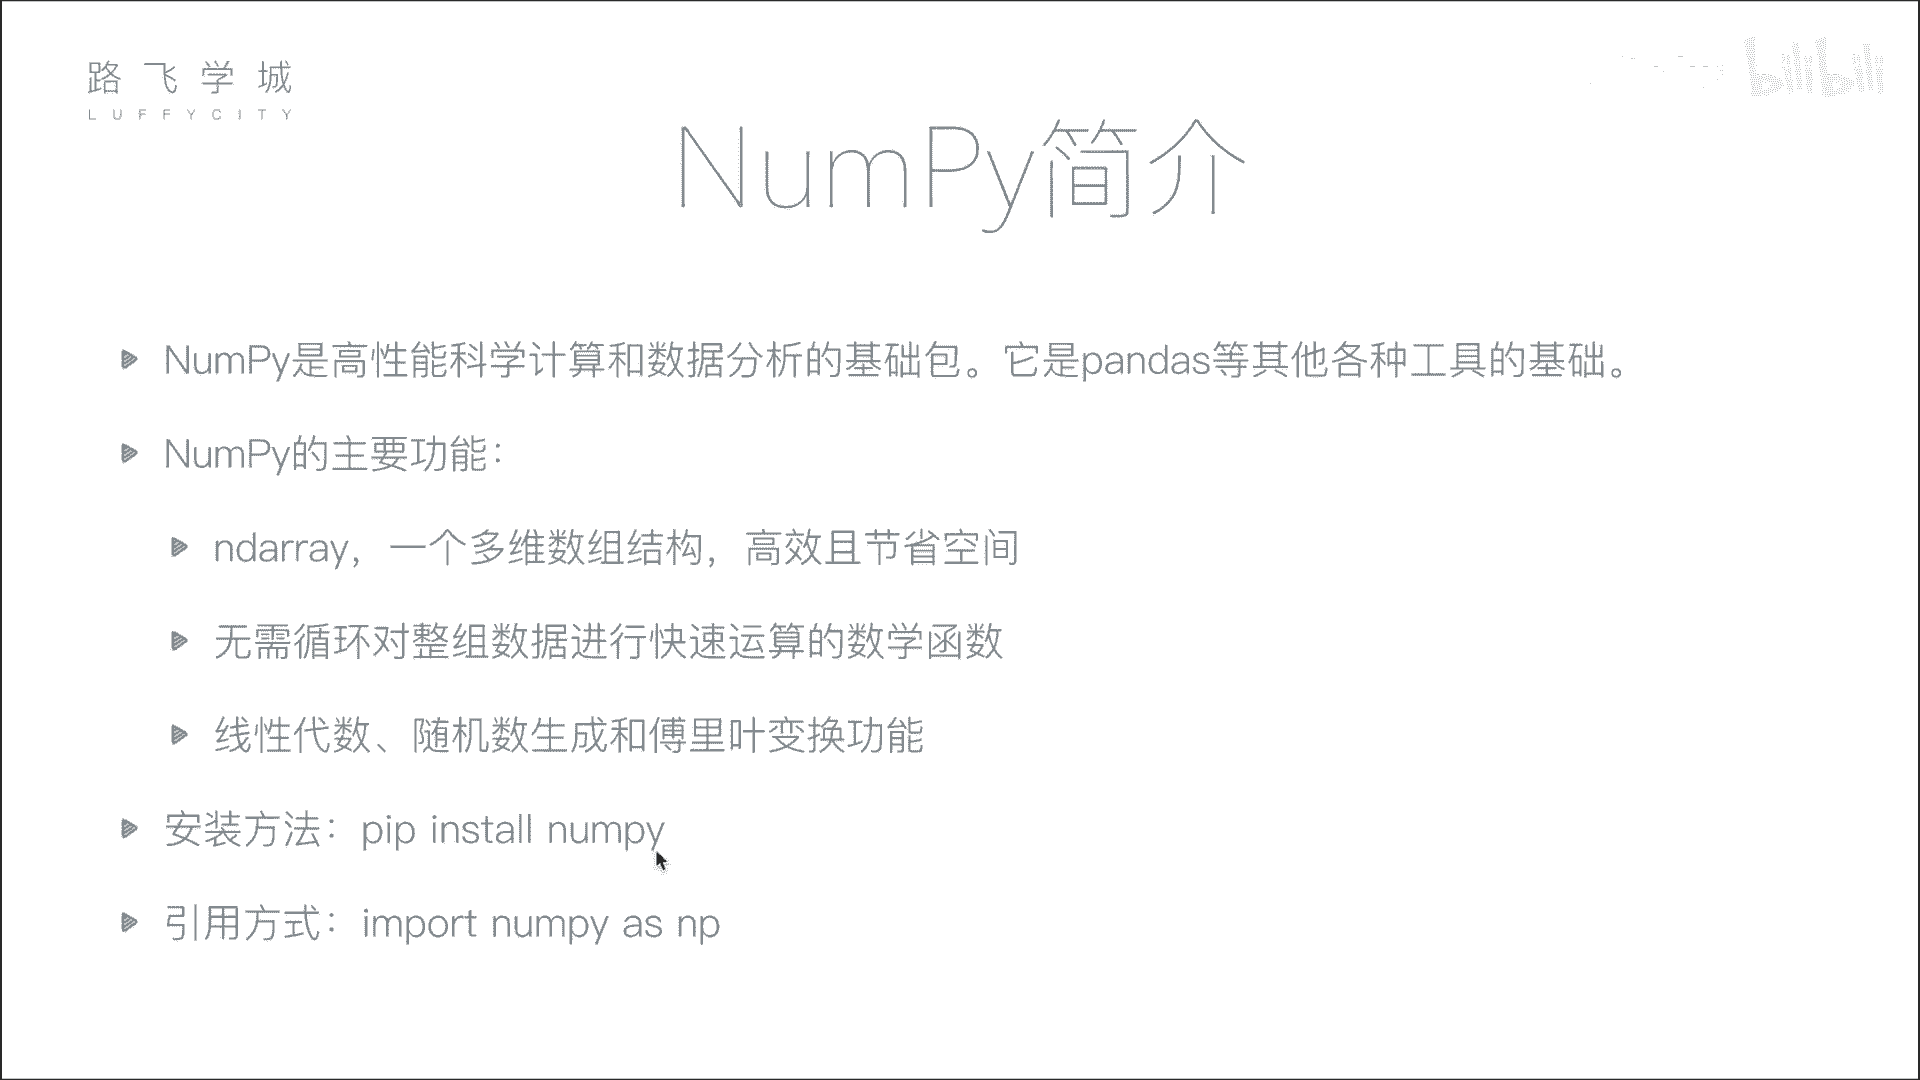 路飞学城
LUFFYCITY
bilibili
NumPy简介
NumPy是高性能科学计算和数据分析的基础包。它是pandas等其他各种工具的基础。
NumPy的主要功能：
ndarray，一个多维数组结构，高效且节省空间
无需循环对整组数据进行快速运算的数学函数
线性代数、随机数生成和傅里叶变换功能
安装方法：pip install numpy
引用方式：import numpy as np